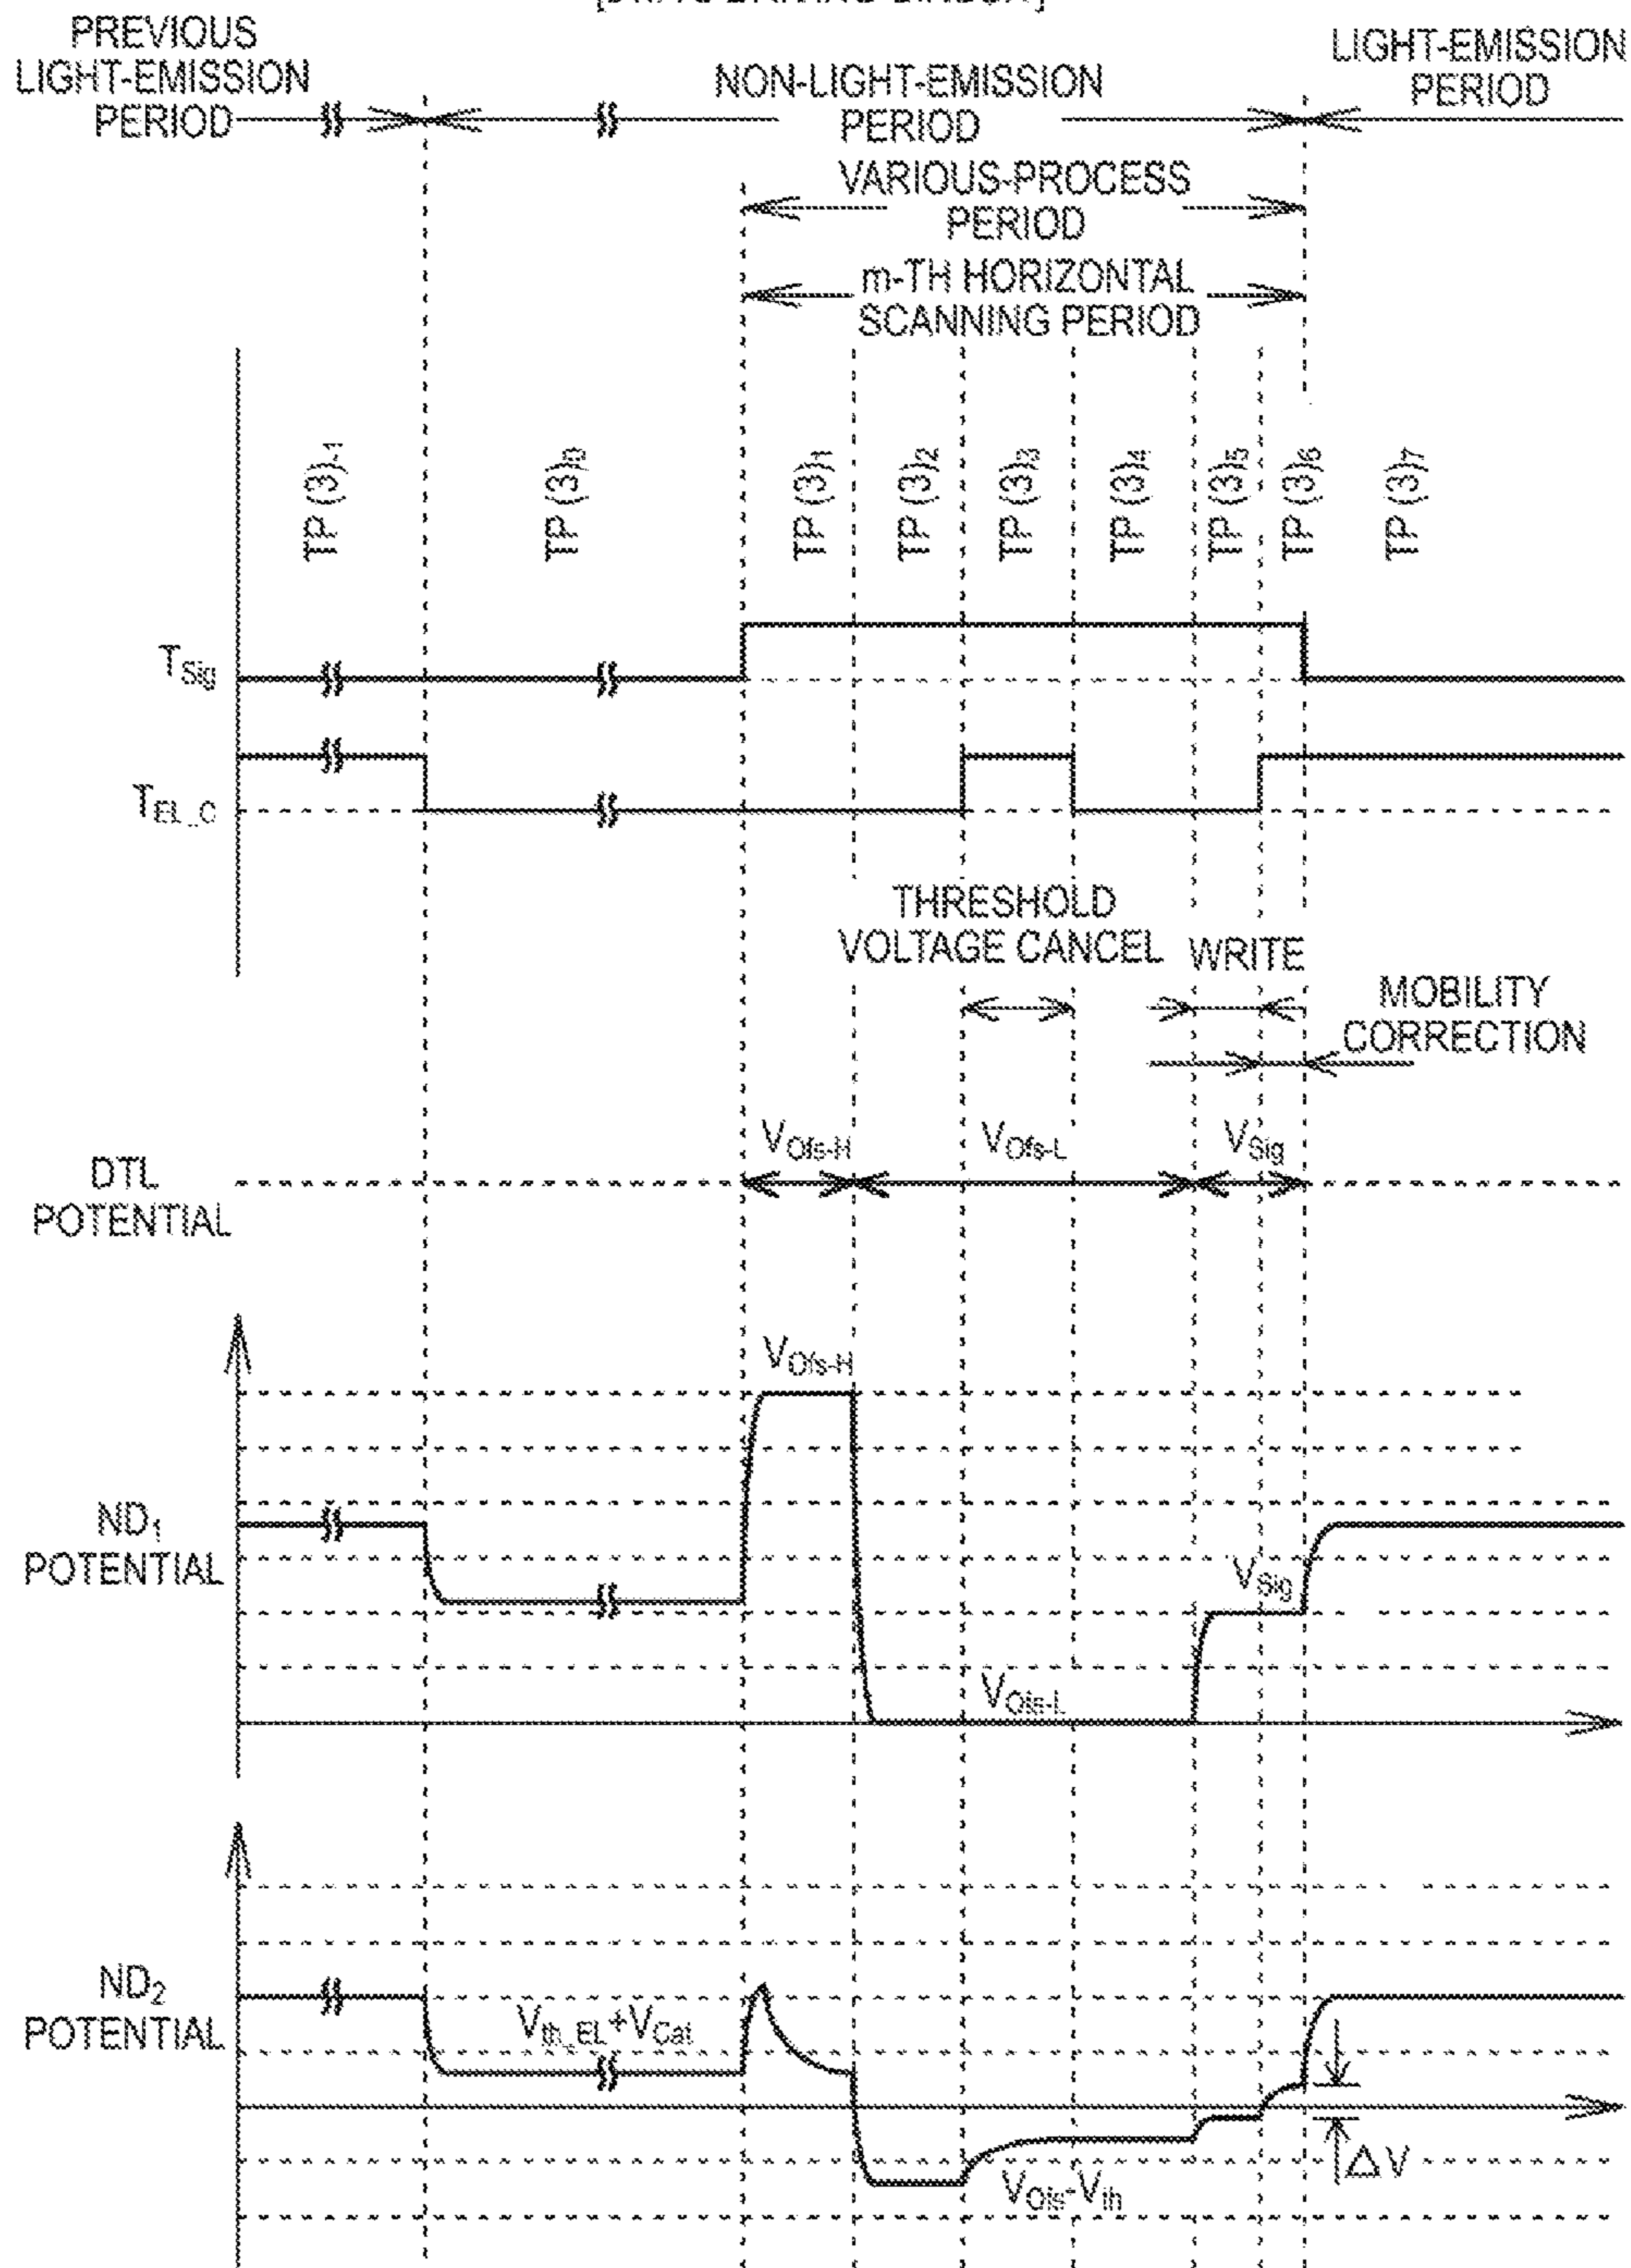 PREVIOUS
LIGHT-EMISSION
PERIOD
NON-LIGHT-EMISSION
PERIOD
LIGHT-EMISSION
PERIOD
VARIOUS-PROCESS
PERIOD
m-TH HORIZONTAL
SCANNING PERIOD
TP (3)-1
TP (3)0
TP (3)1
TP (3)2
TP (3)3
TP (3)4
TP (3)5
TP (3)6
TP (3)7
TSig
TEL_C
THRESHOLD
VOLTAGE CANCEL
WRITE
MOBILITY
CORRECTION
DTL
POTENTIAL
VOfs-H
VOfs-L
VSig
ND1
POTENTIAL
VOfs-H
VSig
VOfs-L
ND2
POTENTIAL
Vth_EL+VCat
VOfs-Vth
ΔV